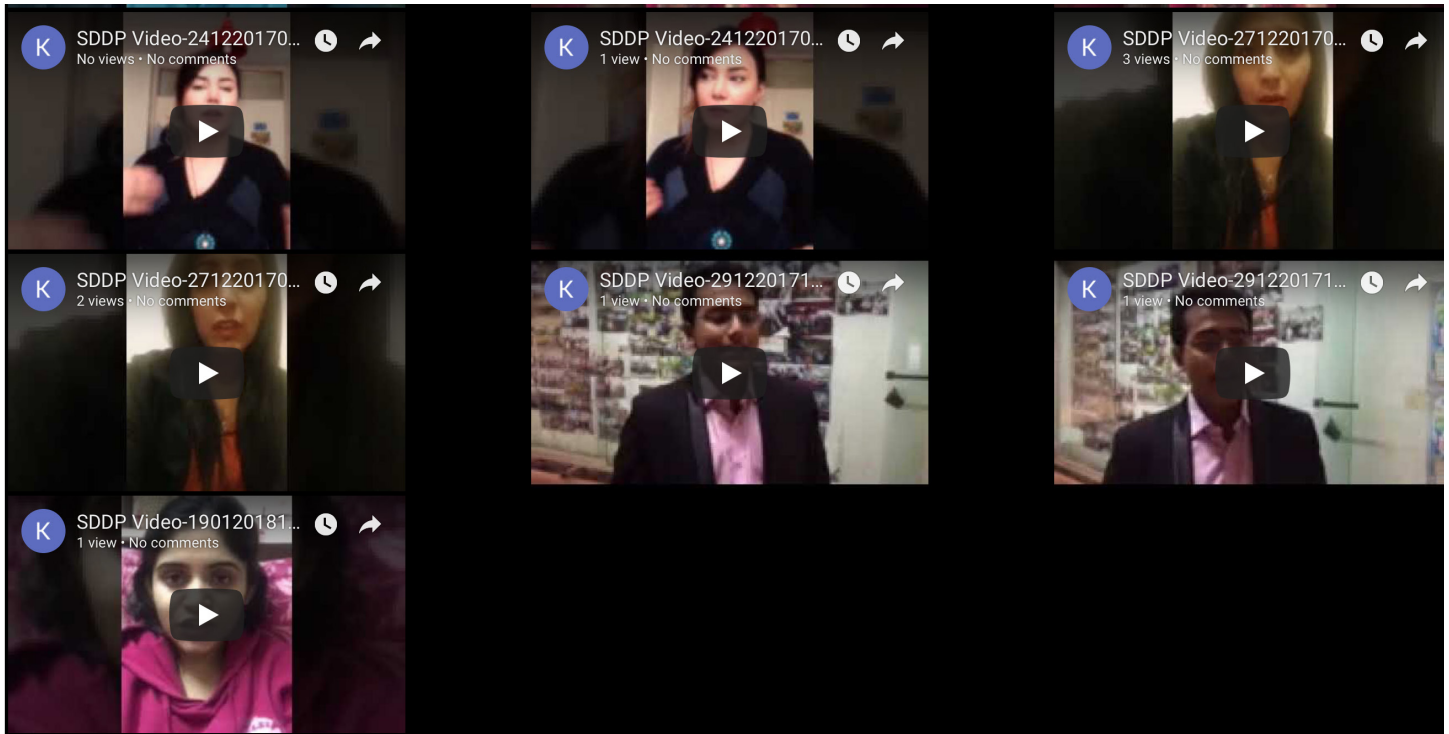 K
SDDP Video-241220170...
No views • No comments
K
SDDP Video-241220170...
1 view • No comments
K
SDDP Video-271220170...
3 views • No comments
K
SDDP Video-271220170...
2 views • No comments
K
SDDP Video-291220171...
1 view • No comments
K
SDDP Video-291220171...
1 view • No comments
K
SDDP Video-190120181...
1 view • No comments